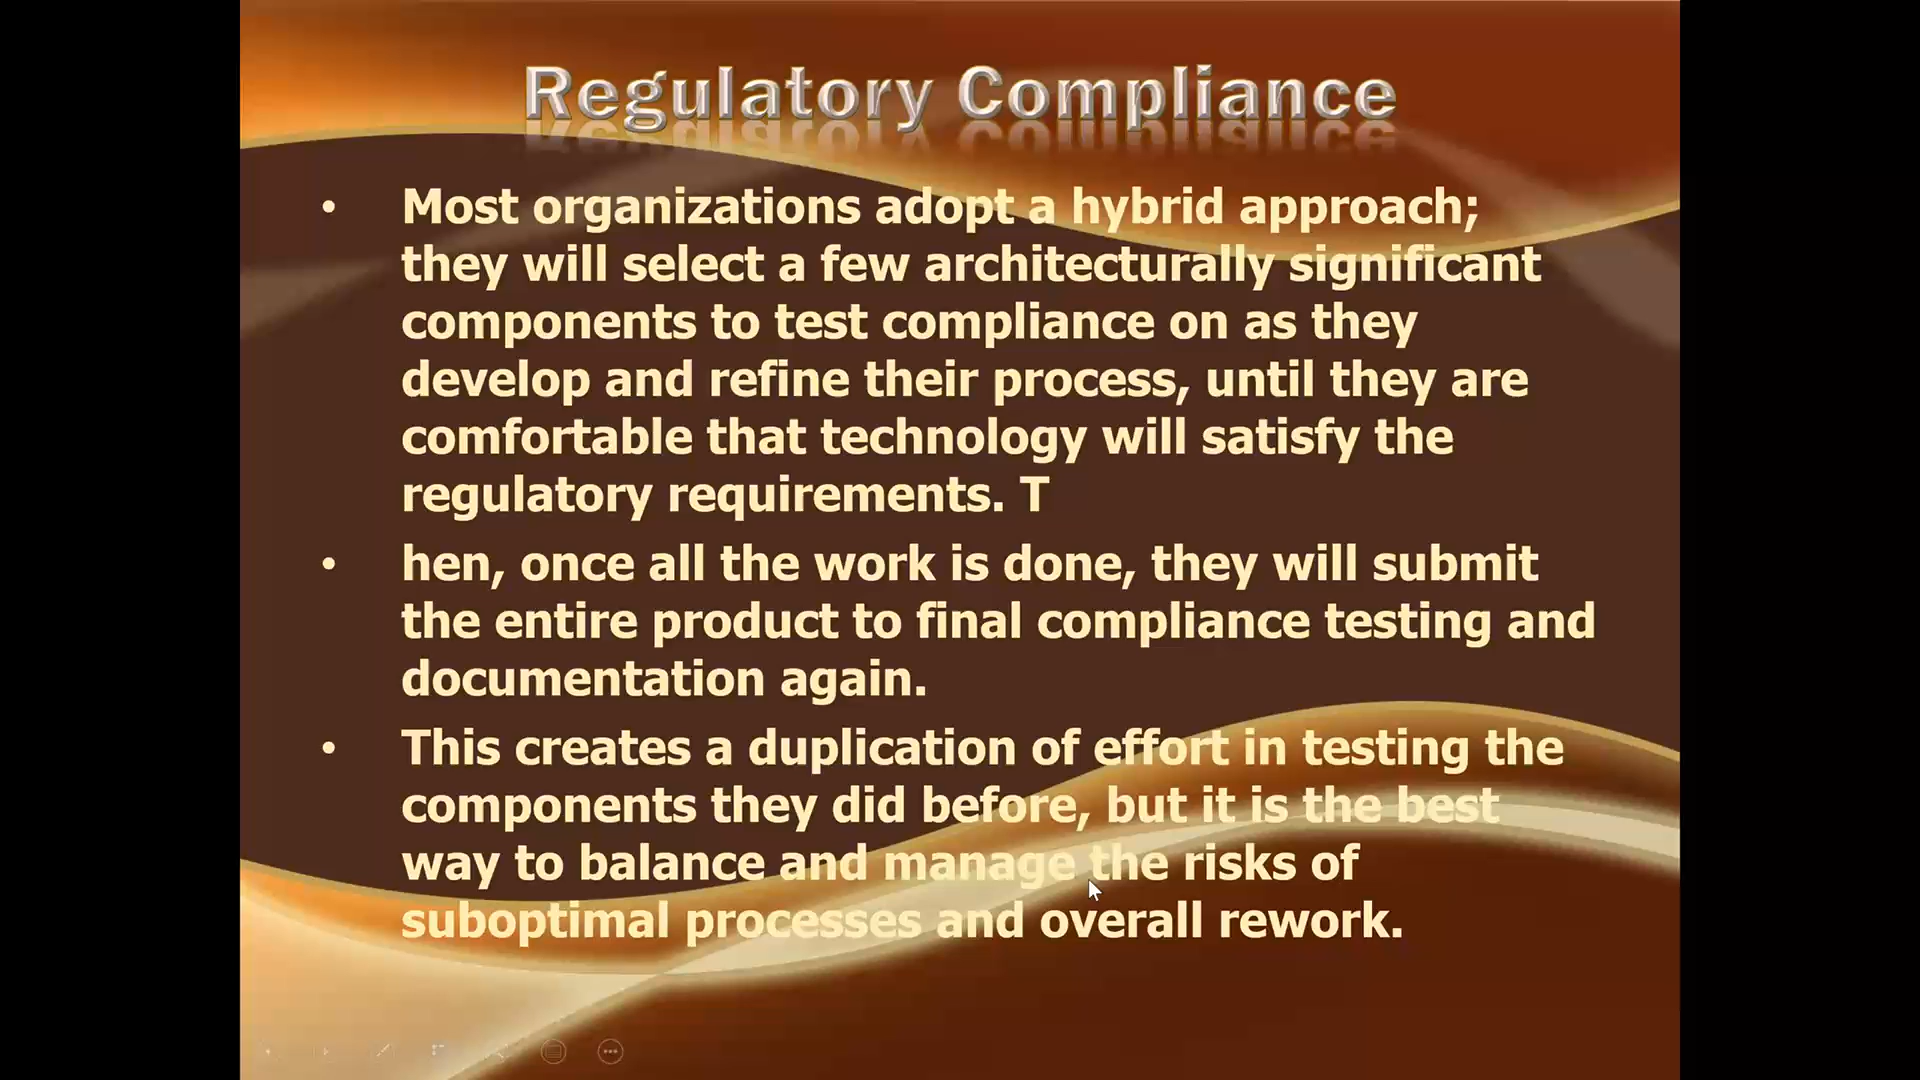 Regulatory Compliance
• Most organizations adopt a hybrid approach;
they will select a few architecturally significant
components to test compliance on as they
develop and refine their process, until they are
comfortable that technology will satisfy the
regulatory requirements. T
• hen, once all the work is done, they will submit
the entire product to final compliance testing and
documentation again.
• This creates a duplication of effort in testing the
components they did before, but it is the best
way to balance and manage the risks of
suboptimal processes and overall rework.